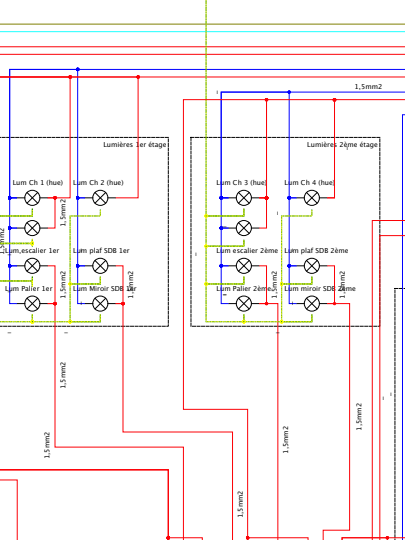 1,5mm2
Lumières 1er étage
Lumières 2ème étage
Lum Ch 1 (hue)
Lum Ch 2 (hue)
Lum Ch 3 (hue)
Lum Ch 4 (hue)
1,5mm2
1,5mm2
Lum escalier 1er
Lum plaf SDB 1er
Lum escalier 2ème
Lum plaf SDB 2ème
1,5mm2
1,5mm2
1,5mm2
1,5mm2
Lum Palier 1er
Lum Miroir SDB 1er
Lum Palier 2ème
Lum miroir SDB 2ème
1,5mm2
1,5mm2
1,5mm2
1,5mm2
1,5mm2